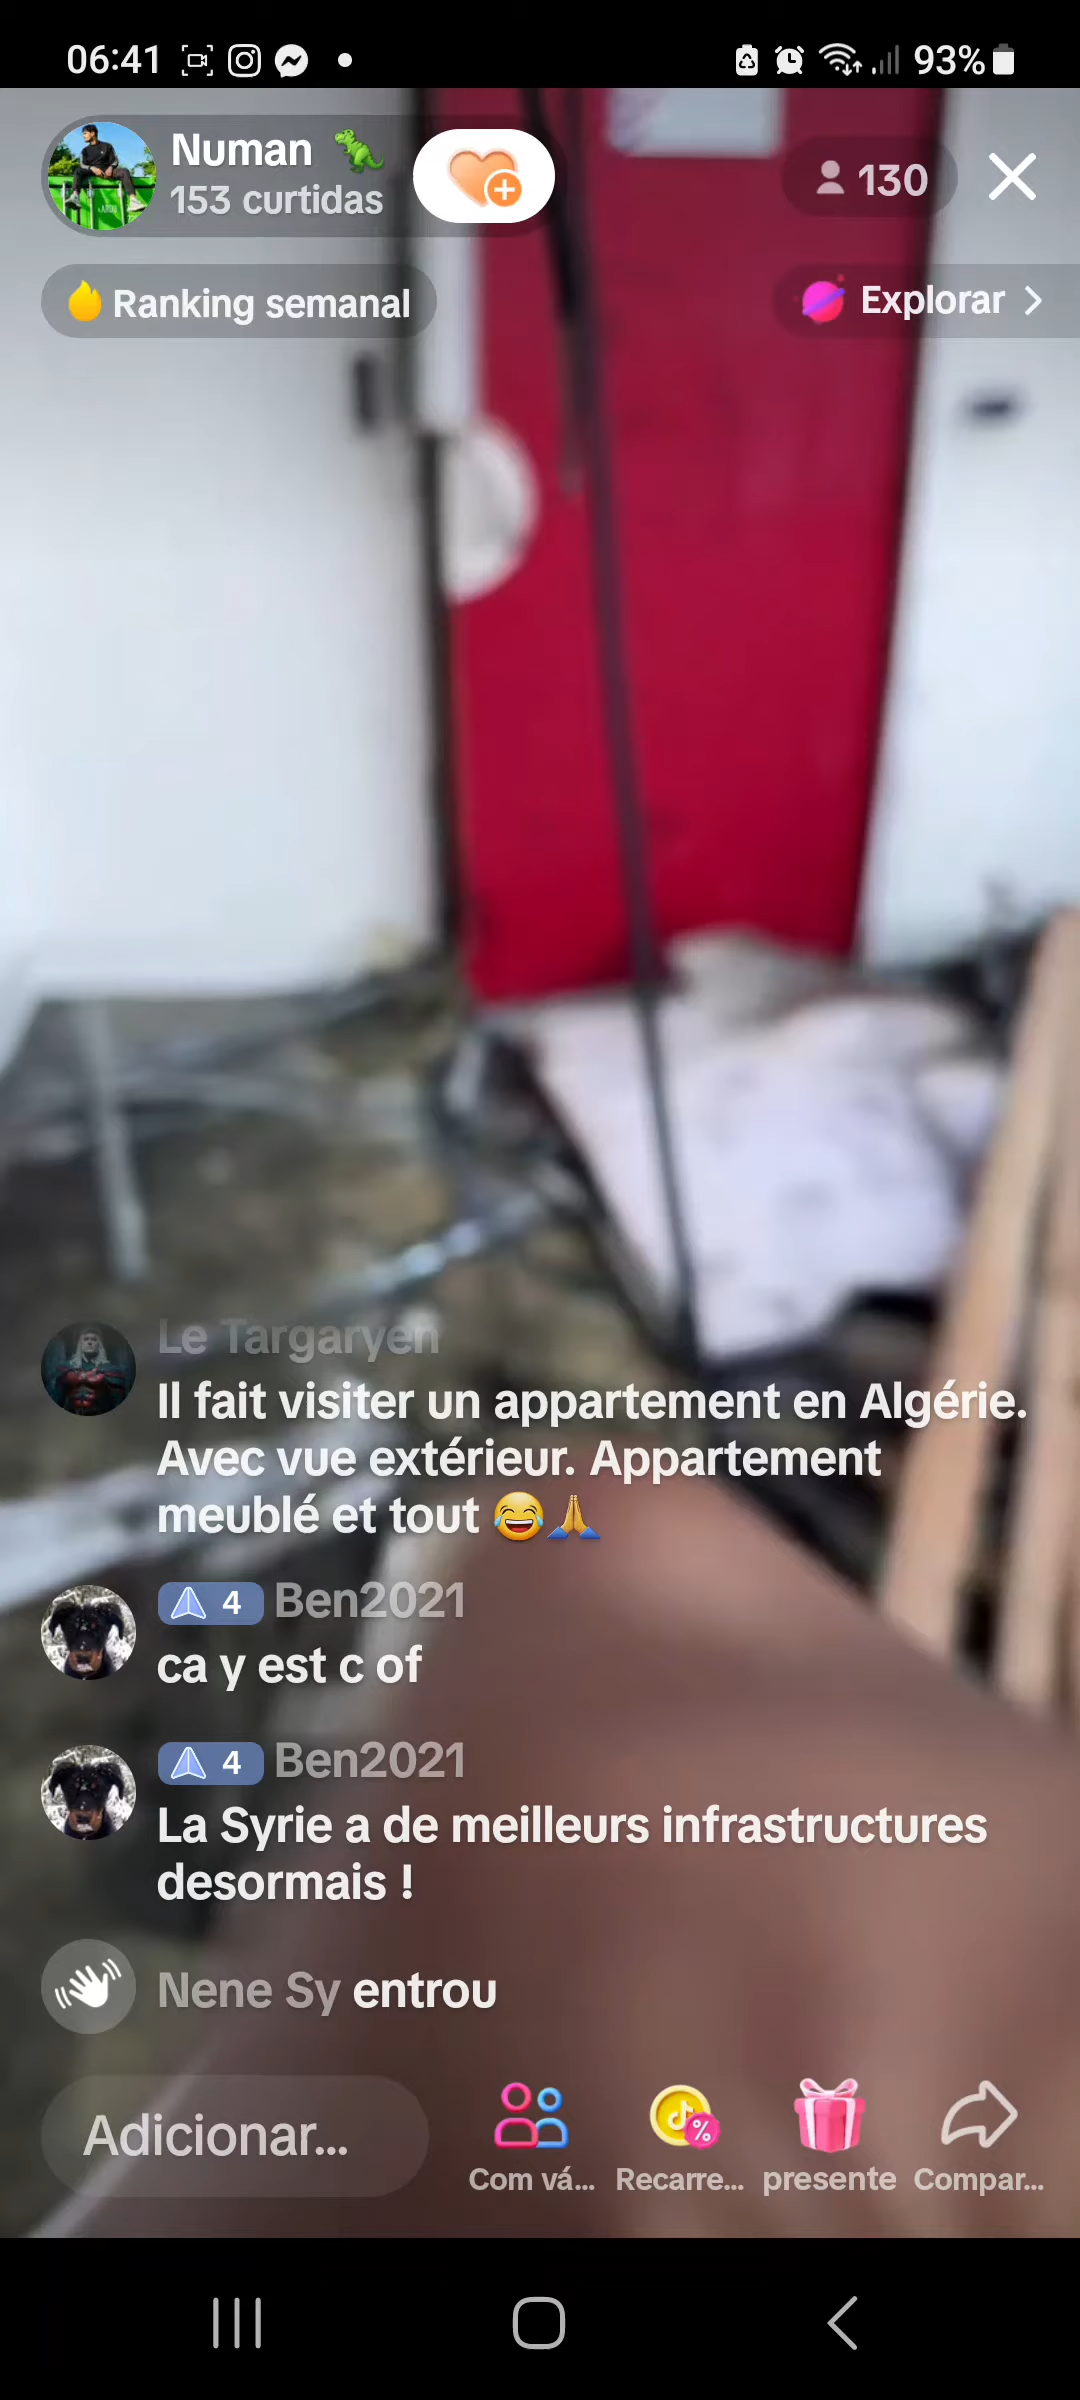 06:41
93%
Numan
153 curtidas
130
Ranking semanal
Explorar
Le Targaryen
Il fait visiter un appartement en Algérie.
Avec vue extérieur. Appartement
meublé et tout 😂🙏
4 Ben2021
ca y est c of
4 Ben2021
La Syrie a de meilleurs infrastructures
desormais !
Nene Sy entrou
Adicionar...
Com vá... Recarre... presente Compar...